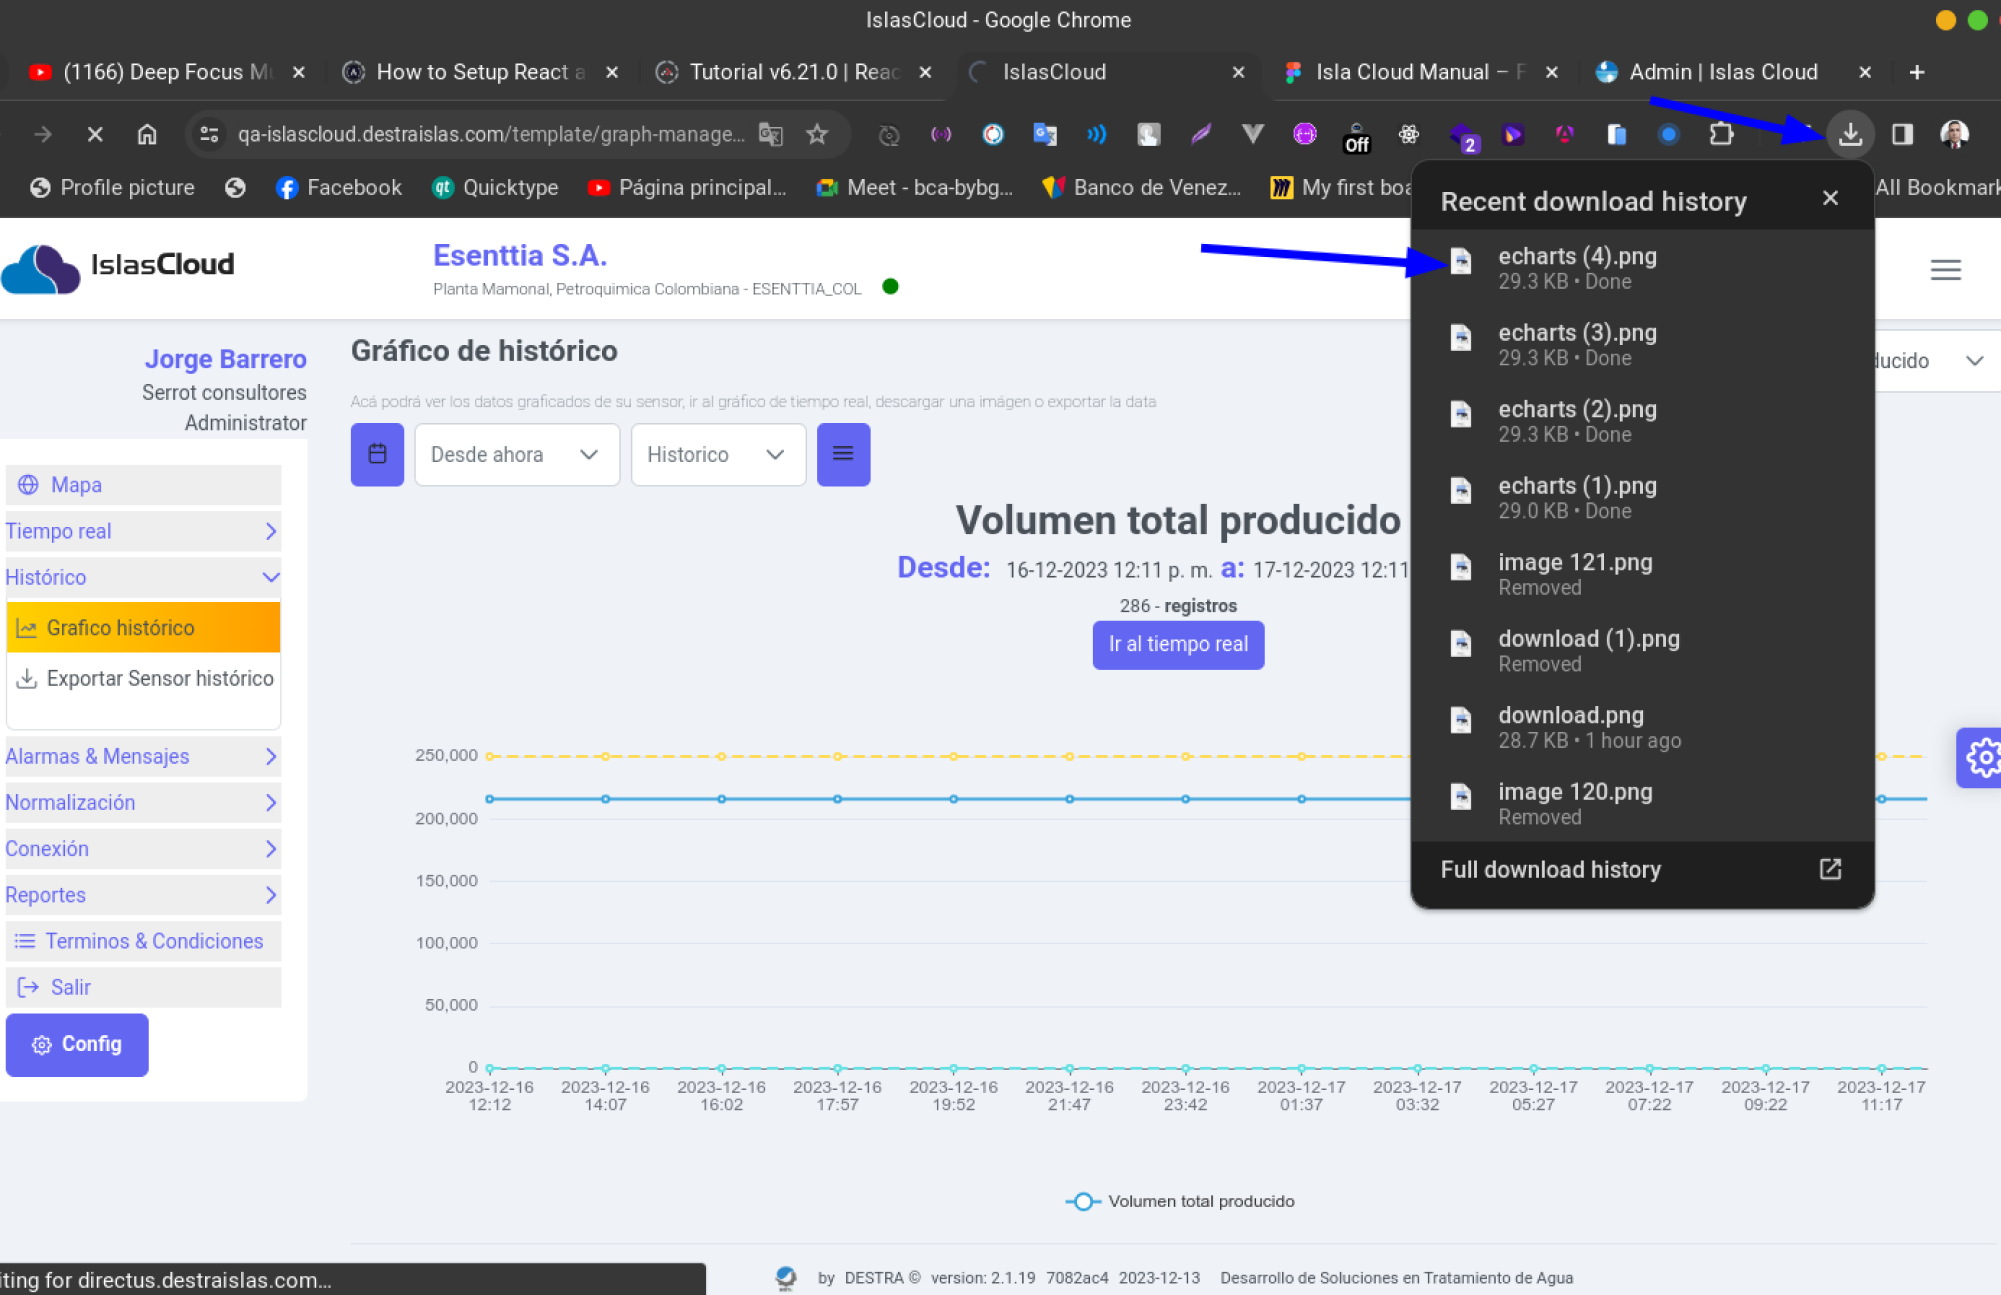 IslasCloud - Google Chrome
(1166) Deep Focus Mu
How to Setup React a
Tutorial v6.21.0 | Reac
IslasCloud
Isla Cloud Manual – F
Admin | Islas Cloud
qa-islascloud.destraislas.com/template/graph-manage...
Off
2
Profile picture
Facebook
qt Quicktype
Página principal...
Meet - bca-bybg...
Banco de Venez...
My first boa
All Bookmark
Recent download history
echarts (4).png
29.3 KB • Done
echarts (3).png
29.3 KB • Done
echarts (2).png
29.3 KB • Done
echarts (1).png
29.0 KB • Done
image 121.png
Removed
download (1).png
Removed
download.png
28.7 KB • 1 hour ago
image 120.png
Removed
Full download history
IslasCloud
Esenttia S.A.
Planta Mamonal, Petroquimica Colombiana - ESENTTIA_COL
Jorge Barrero
Serrot consultores
Administrator
Mapa
Tiempo real
Histórico
Grafico histórico
Exportar Sensor histórico
Alarmas & Mensajes
Normalización
Conexión
Reportes
Terminos & Condiciones
Salir
Config
Gráfico de histórico
ducido
Acá podrá ver los datos graficados de su sensor, ir al gráfico de tiempo real, descargar una imágen o exportar la data
Desde ahora
Historico
Volumen total producido
Desde: 16-12-2023 12:11 p. m. a: 17-12-2023 12:11
286 - registros
Ir al tiempo real
250,000
200,000
150,000
100,000
50,000
0
2023-12-16 12:12
2023-12-16 14:07
2023-12-16 16:02
2023-12-16 17:57
2023-12-16 19:52
2023-12-16 21:47
2023-12-16 23:42
2023-12-17 01:37
2023-12-17 03:32
2023-12-17 05:27
2023-12-17 07:22
2023-12-17 09:22
2023-12-17 11:17
Volumen total producido
iting for directus.destraislas.com...
by DESTRA © version: 2.1.19 7082ac4 2023-12-13 Desarrollo de Soluciones en Tratamiento de Agua